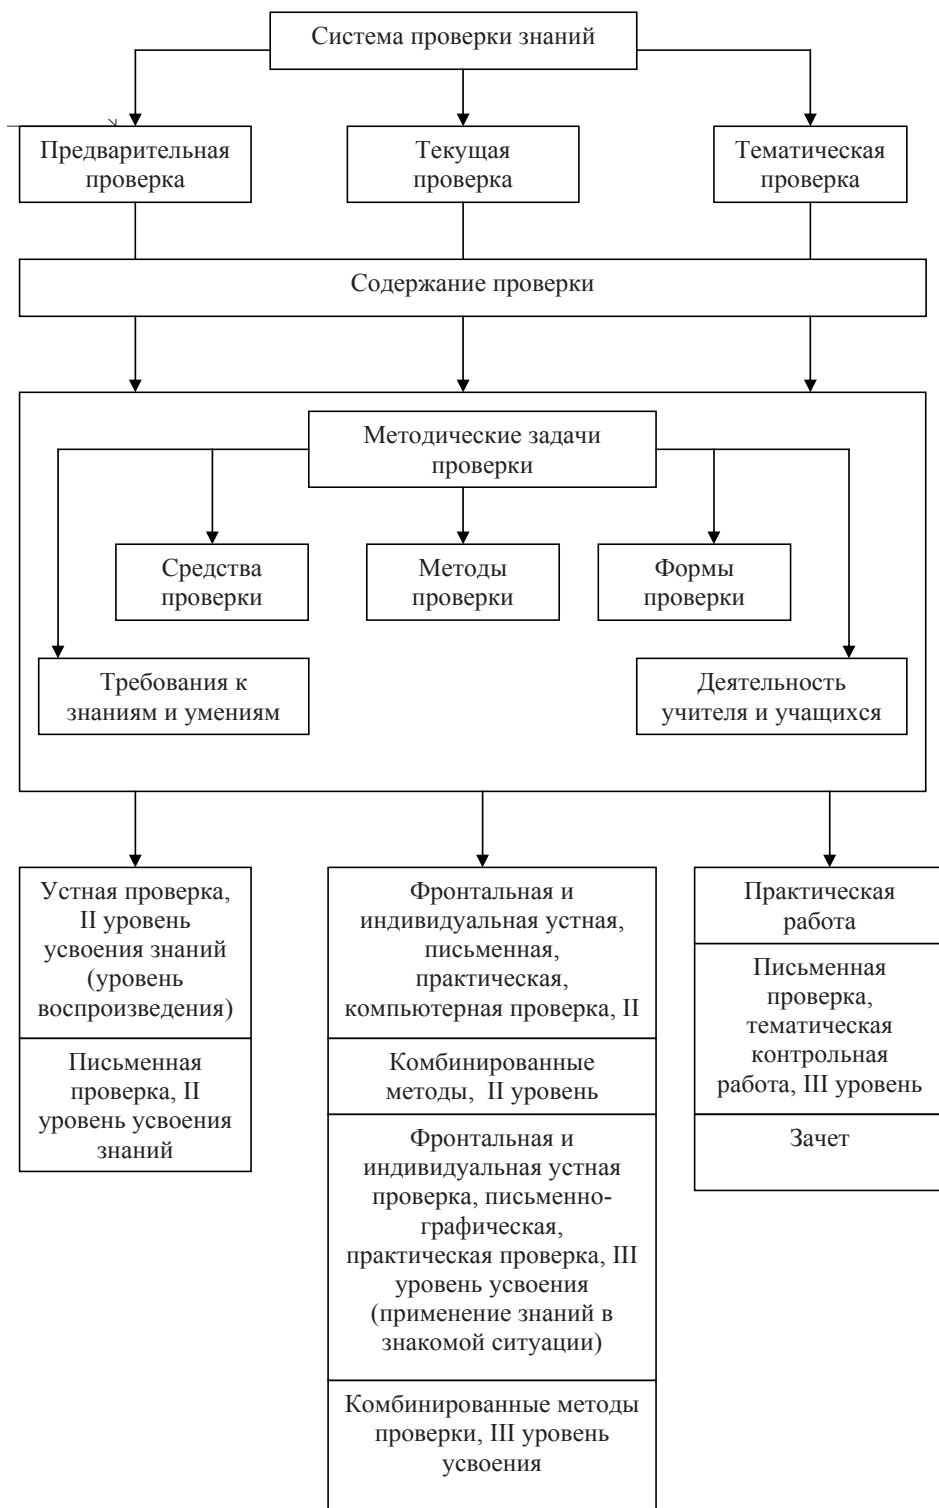 Система проверки знаний
Предварительная
проверка
Текущая
проверка
Тематическая
проверка
Содержание проверки
Методические задачи
проверки
Средства
проверки
Методы
проверки
Формы
проверки
Требования к
знаниям и умениям
Деятельность
учителя и учащихся
Устная проверка,
II уровень
усвоения знаний
(уровень
воспроизведения)
Письменная
проверка, II
уровень усвоения
знаний
Фронтальная и
индивидуальная устная,
письменная,
практическая,
компьютерная проверка, II
Комбинированные
методы, II уровень
Фронтальная и
индивидуальная устная
проверка, письменно-
графическая,
практическая проверка, III
уровень усвоения
(применение знаний в
знакомой ситуации)
Комбинированные методы
проверки, III уровень
усвоения
Практическая
работа
Письменная
проверка,
тематическая
контрольная
работа, III уровень
Зачет